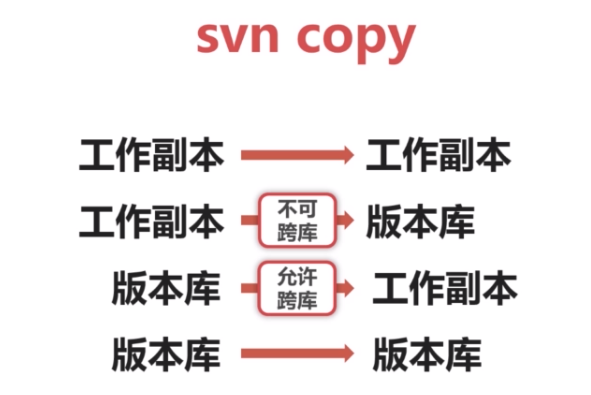 svn copy
工作副本 工作副本
工作副本 不可跨库 版本库
版本库 允许跨库 工作副本
版本库 版本库